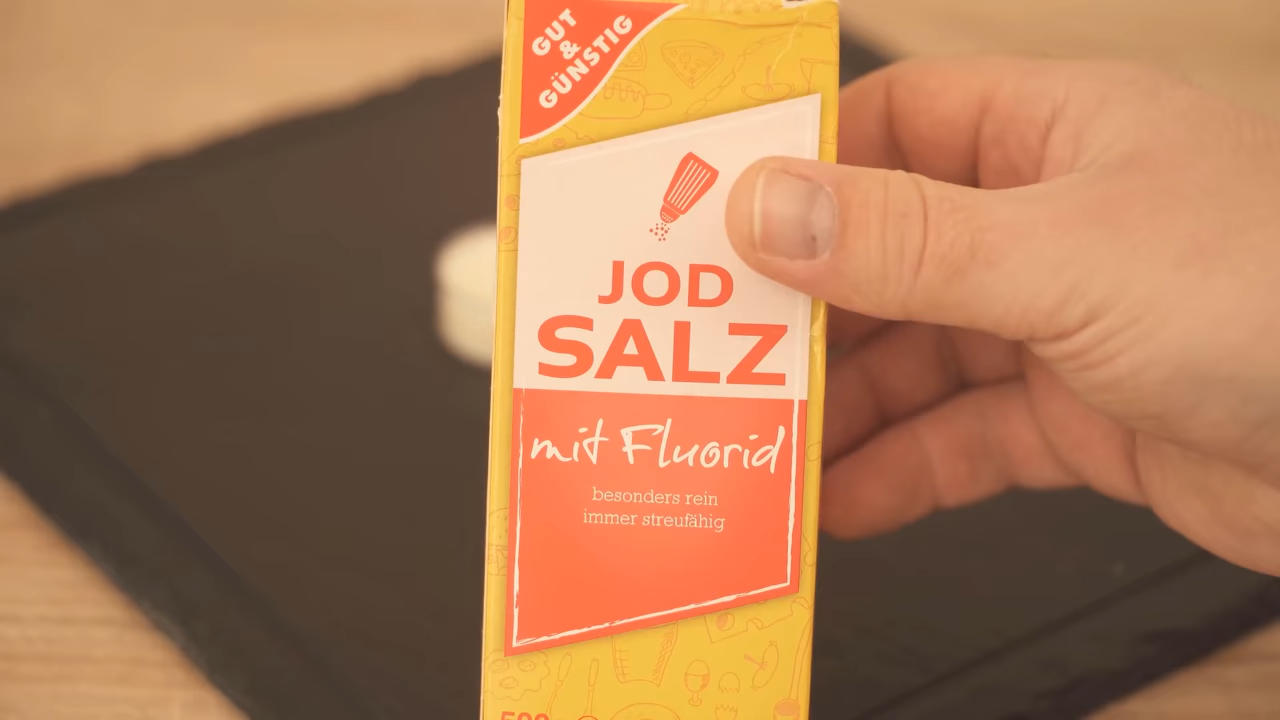 GUT
&
GÜNSTIG
JOD
SALZ
mit Fluorid
besonders rein
immer streufähig